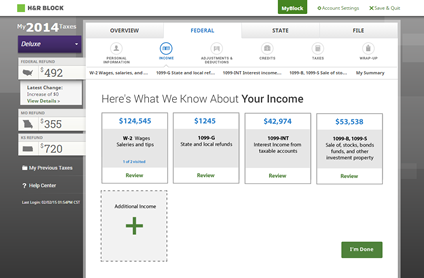 H&R BLOCK
MyBlock
Account Settings
Save & Quit
My 2014 Taxes
Deluxe
OVERVIEW
FEDERAL
STATE
FILE
PERSONAL INFORMATION
INCOME
ADJUSTMENTS & DEDUCTIONS
CREDITS
TAXES
WRAP-UP
W-2 Wages, salaries, and ...
1099-G State and local ref...
1099-INT Interest income...
1099-B, 1099-S Sale of sto...
My Summary
FEDERAL REFUND
$492
Latest Change:
Increase of $0
View Details »
MO REFUND
$355
KS REFUND
$720
My Previous Taxes
Help Center
Last Login: 02/02/15 01:54PM CST
Here's What We Know About Your Income
$124,545
W-2 Wages
Salaries and tips
1 of 2 visited
Review
$1245
1099-G
State and local refunds
Review
$42,974
1099-INT
Interest Income from
taxable accounts
Review
$53,538
1099-B, 1099-S
Sale of, stocks, bonds
funds, and other
investment property
Review
Additional Income
I'm Done